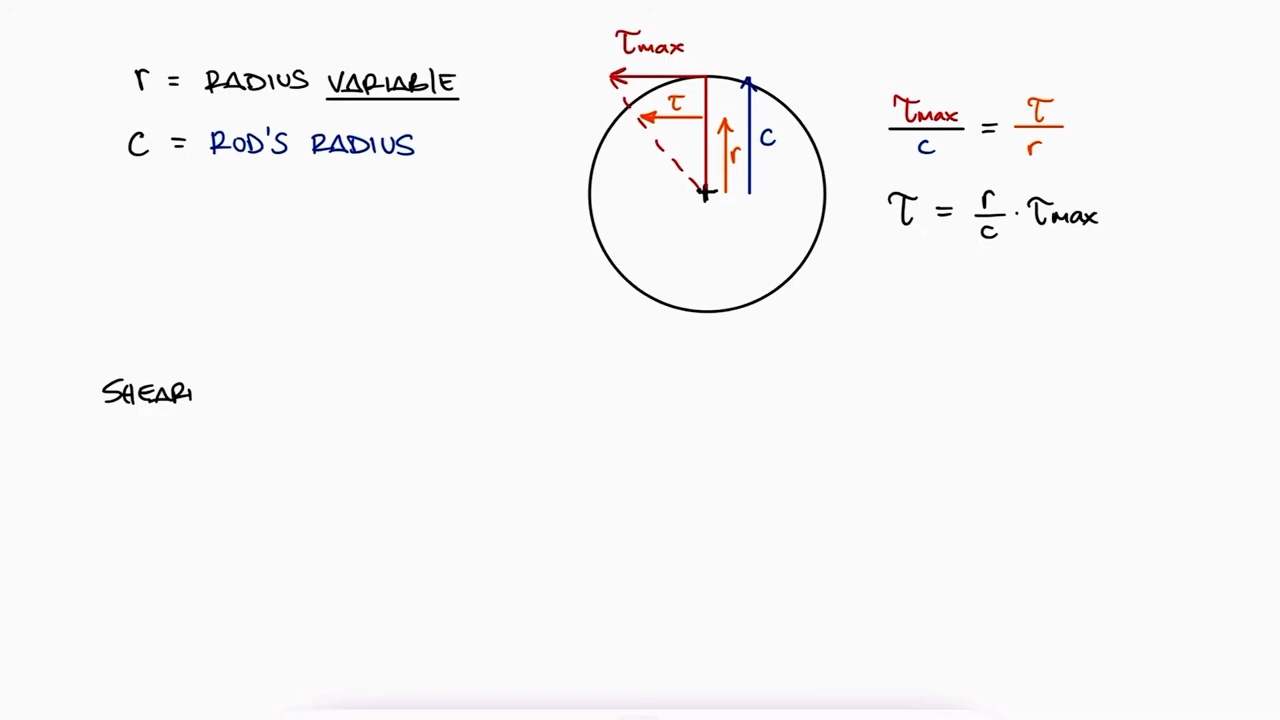 r = RADIUS VARIABLE
C = ROD'S RADIUS
τmax
τ
r
c
τmax/c = τ/r
τ = r/c · τmax
SHEAR